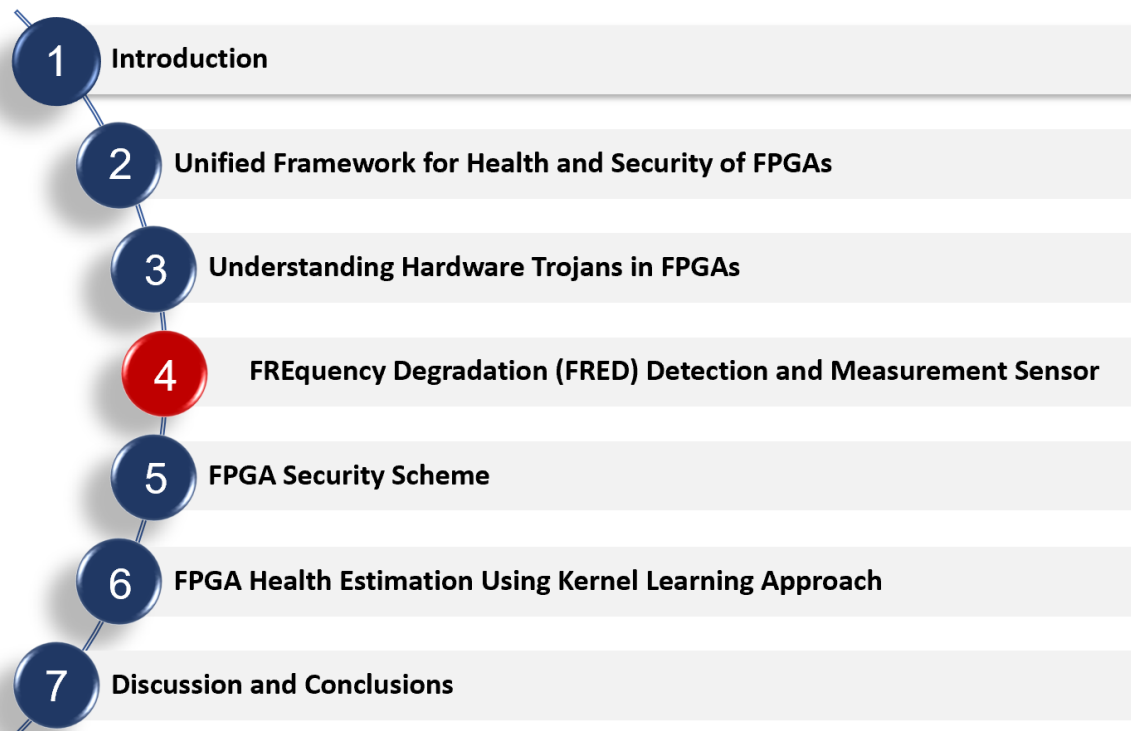 1 Introduction
2 Unified Framework for Health and Security of FPGAs
3 Understanding Hardware Trojans in FPGAs
4 FREquency Degradation (FRED) Detection and Measurement Sensor
5 FPGA Security Scheme
6 FPGA Health Estimation Using Kernel Learning Approach
7 Discussion and Conclusions